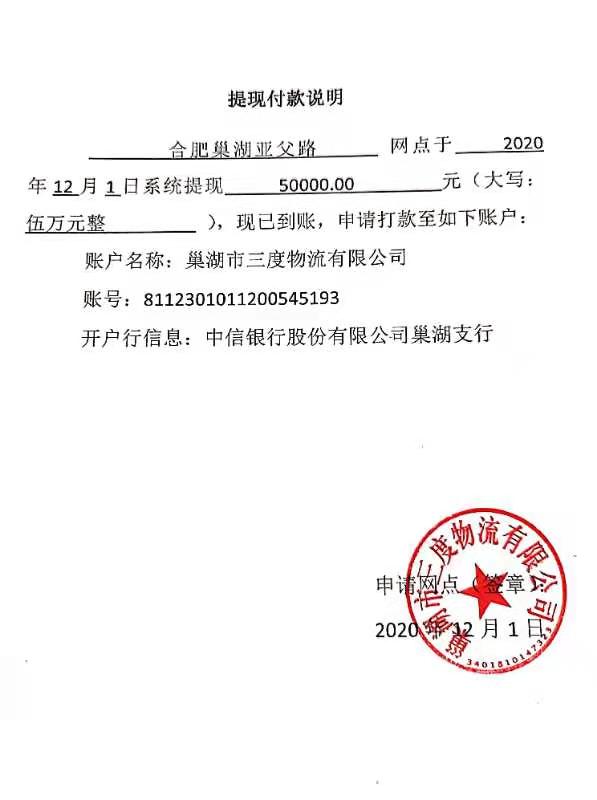 提现付款说明
合肥巢湖亚父路 网点于 2020
年 12 月 1 日系统提现 50000.00 元（大写：
伍万元整 ），现已到账，申请打款至如下账户：
账户名称：巢湖市三度物流有限公司
账号：8112301011200545193
开户行信息：中信银行股份有限公司巢湖支行
巢湖市三度物流有限公司
申请网点（签章）：
2020 年 12 月 1 日
3401810147323